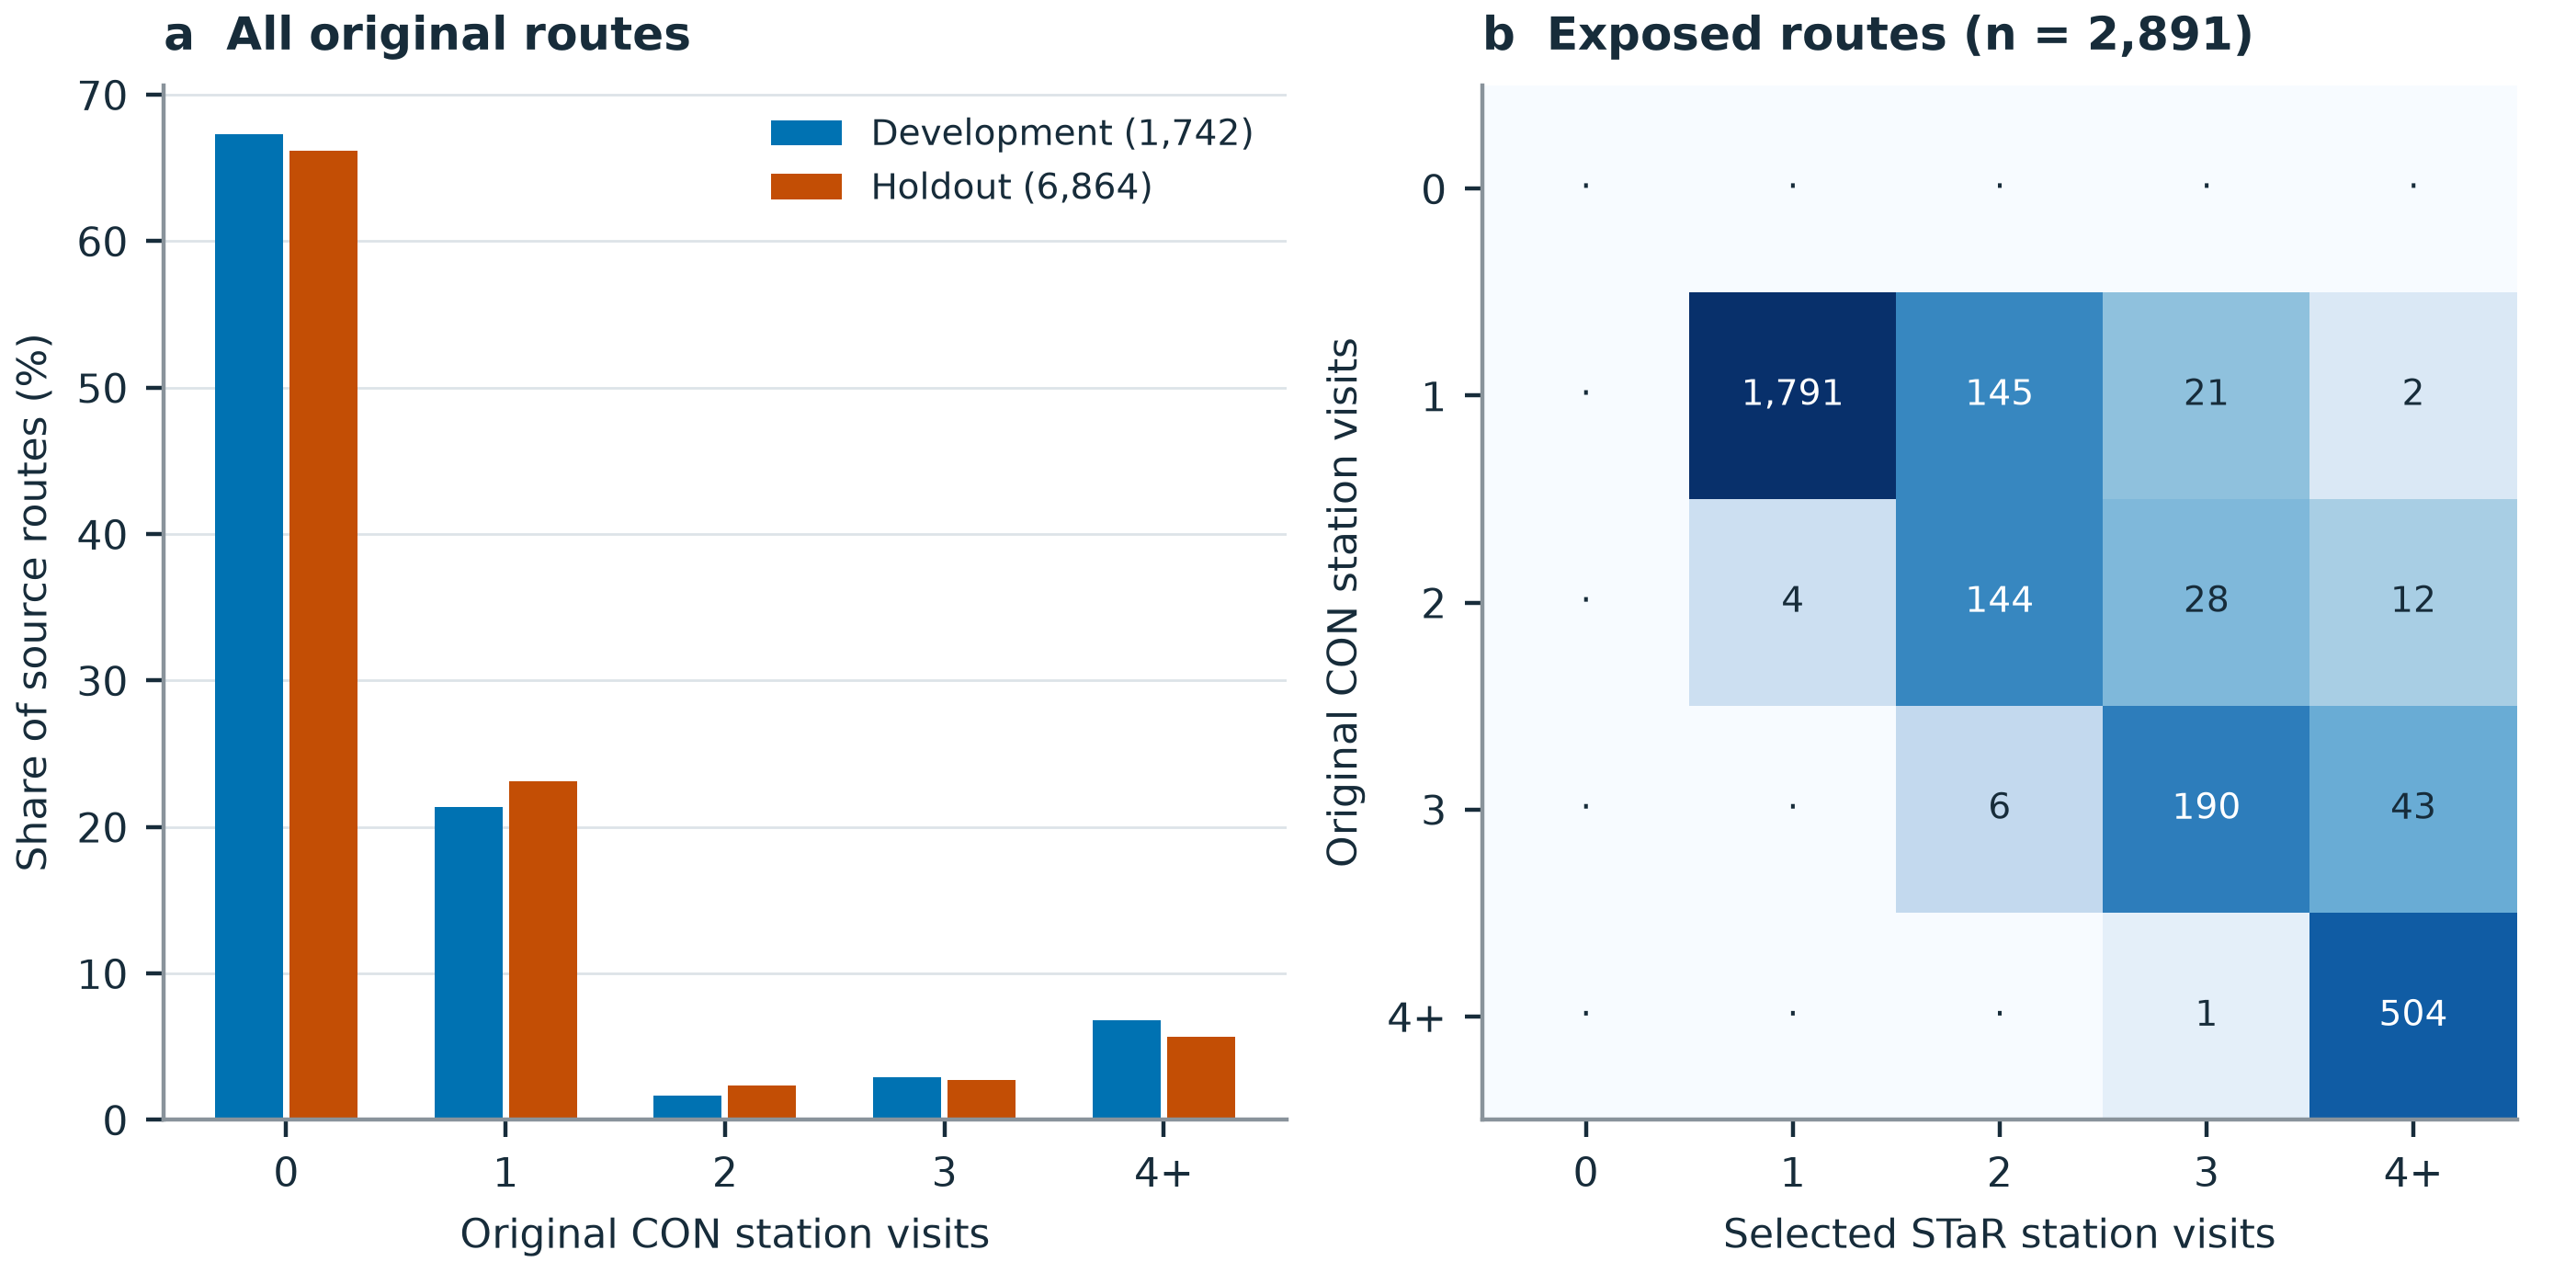 a All original routes
70
60
50
40
30
20
10
0
Share of source routes (%)
Development (1,742)
Holdout (6,864)
0 1 2 3 4+
Original CON station visits
b Exposed routes (n = 2,891)
Original CON station visits
0 · · · · ·
1 · 1,791 145 21 2
2 · 4 144 28 12
3 · · 6 190 43
4+ · · · 1 504
0 1 2 3 4+
Selected STaR station visits